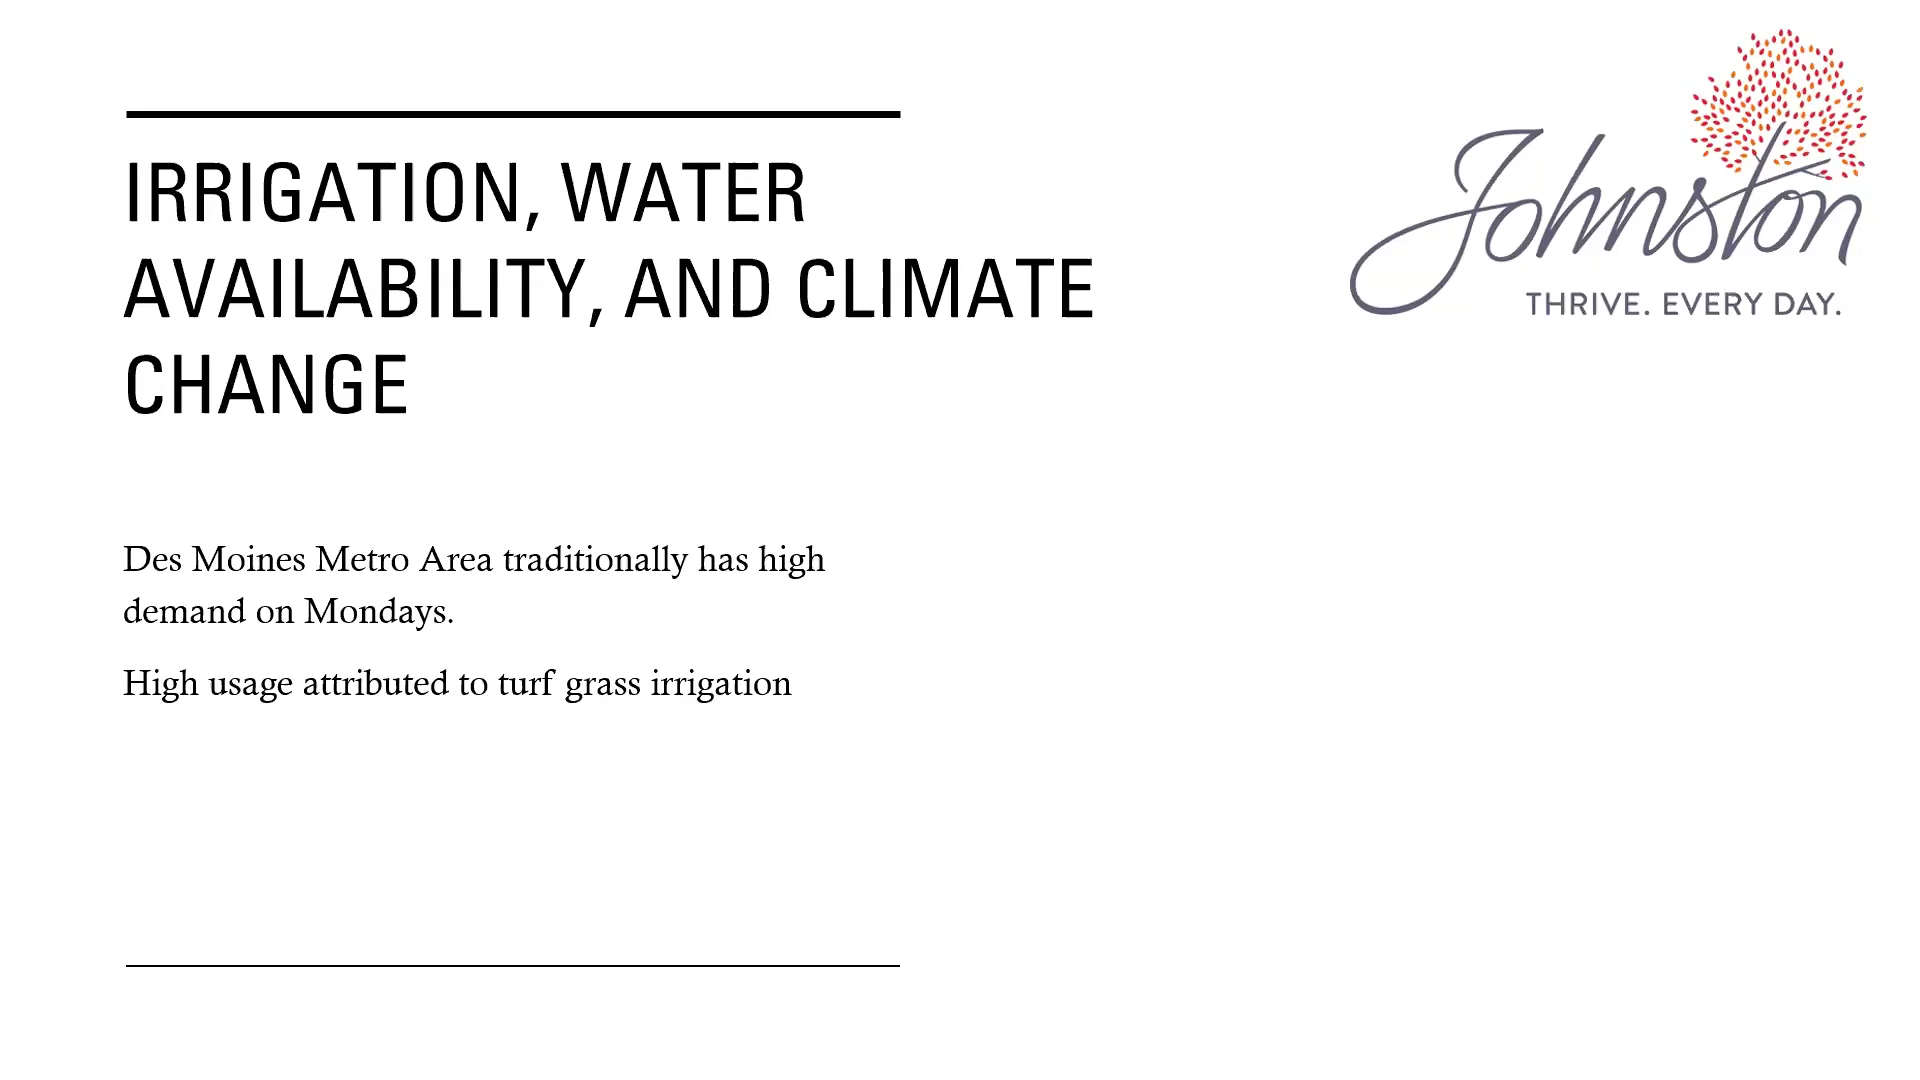 IRRIGATION, WATER
AVAILABILITY, AND CLIMATE
CHANGE
Johnston
THRIVE. EVERY DAY.
Des Moines Metro Area traditionally has high
demand on Mondays.
High usage attributed to turf grass irrigation